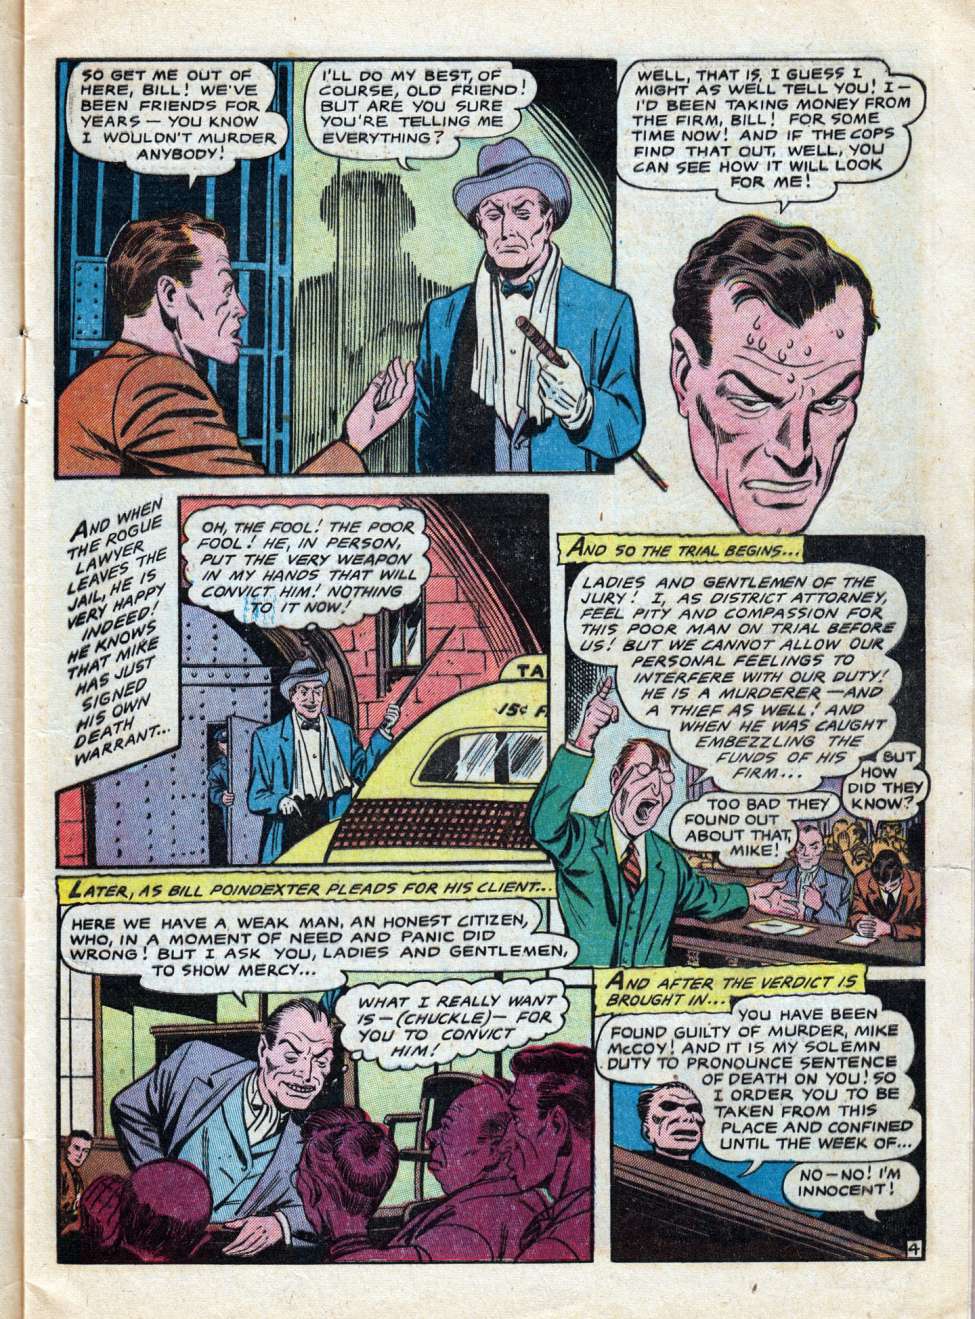 SO GET ME OUT OF
HERE, BILL! WE'VE
BEEN FRIENDS FOR
YEARS — YOU KNOW
I WOULDN'T MURDER
ANYBODY!
I'LL DO MY BEST, OF
COURSE, OLD FRIEND!
BUT ARE YOU SURE
YOU'RE TELLING ME
EVERYTHING?
WELL, THAT IS, I GUESS I
MIGHT AS WELL TELL YOU! I—
I'D BEEN TAKING MONEY FROM
THE FIRM, BILL! FOR SOME
TIME NOW! AND IF THE COPS
FIND THAT OUT, WELL, YOU
CAN SEE HOW IT WILL LOOK
FOR ME!
AND WHEN
THE ROGUE
LAWYER
LEAVES THE
JAIL, HE IS
VERY HAPPY
INDEED!
HE KNOWS
THAT MIKE
HAS JUST
SIGNED
HIS OWN
DEATH
WARRANT...
OH, THE FOOL! THE POOR
FOOL! HE, IN PERSON,
PUT THE VERY WEAPON
IN MY HANDS THAT WILL
CONVICT HIM! NOTHING
TO IT NOW!
TA
15¢ F
AND SO THE TRIAL BEGINS...
LADIES AND GENTLEMEN OF THE
JURY! I, AS DISTRICT ATTORNEY,
FEEL PITY AND COMPASSION FOR
THIS POOR MAN ON TRIAL BEFORE
US! BUT WE CANNOT ALLOW OUR
PERSONAL FEELINGS TO
INTERFERE WITH OUR DUTY!
HE IS A MURDERER — AND
A THIEF AS WELL! AND
WHEN HE WAS CAUGHT
EMBEZZLING THE
FUNDS OF HIS
FIRM...
BUT
HOW
DID THEY
KNOW?
TOO BAD THEY
FOUND OUT
ABOUT THAT,
MIKE!
LATER, AS BILL POINDEXTER PLEADS FOR HIS CLIENT...
HERE WE HAVE A WEAK MAN, AN HONEST CITIZEN,
WHO, IN A MOMENT OF NEED AND PANIC DID
WRONG! BUT I ASK YOU, LADIES AND GENTLEMEN,
TO SHOW MERCY...
WHAT I REALLY WANT
IS — (CHUCKLE) — FOR
YOU TO CONVICT
HIM!
AND AFTER THE VERDICT IS
BROUGHT IN...
YOU HAVE BEEN
FOUND GUILTY OF MURDER, MIKE
McCOY! AND IT IS MY SOLEMN
DUTY TO PRONOUNCE SENTENCE
OF DEATH ON YOU! SO
I ORDER YOU TO BE
TAKEN FROM THIS
PLACE AND CONFINED
UNTIL THE WEEK OF...
NO — NO! I'M
INNOCENT!
4